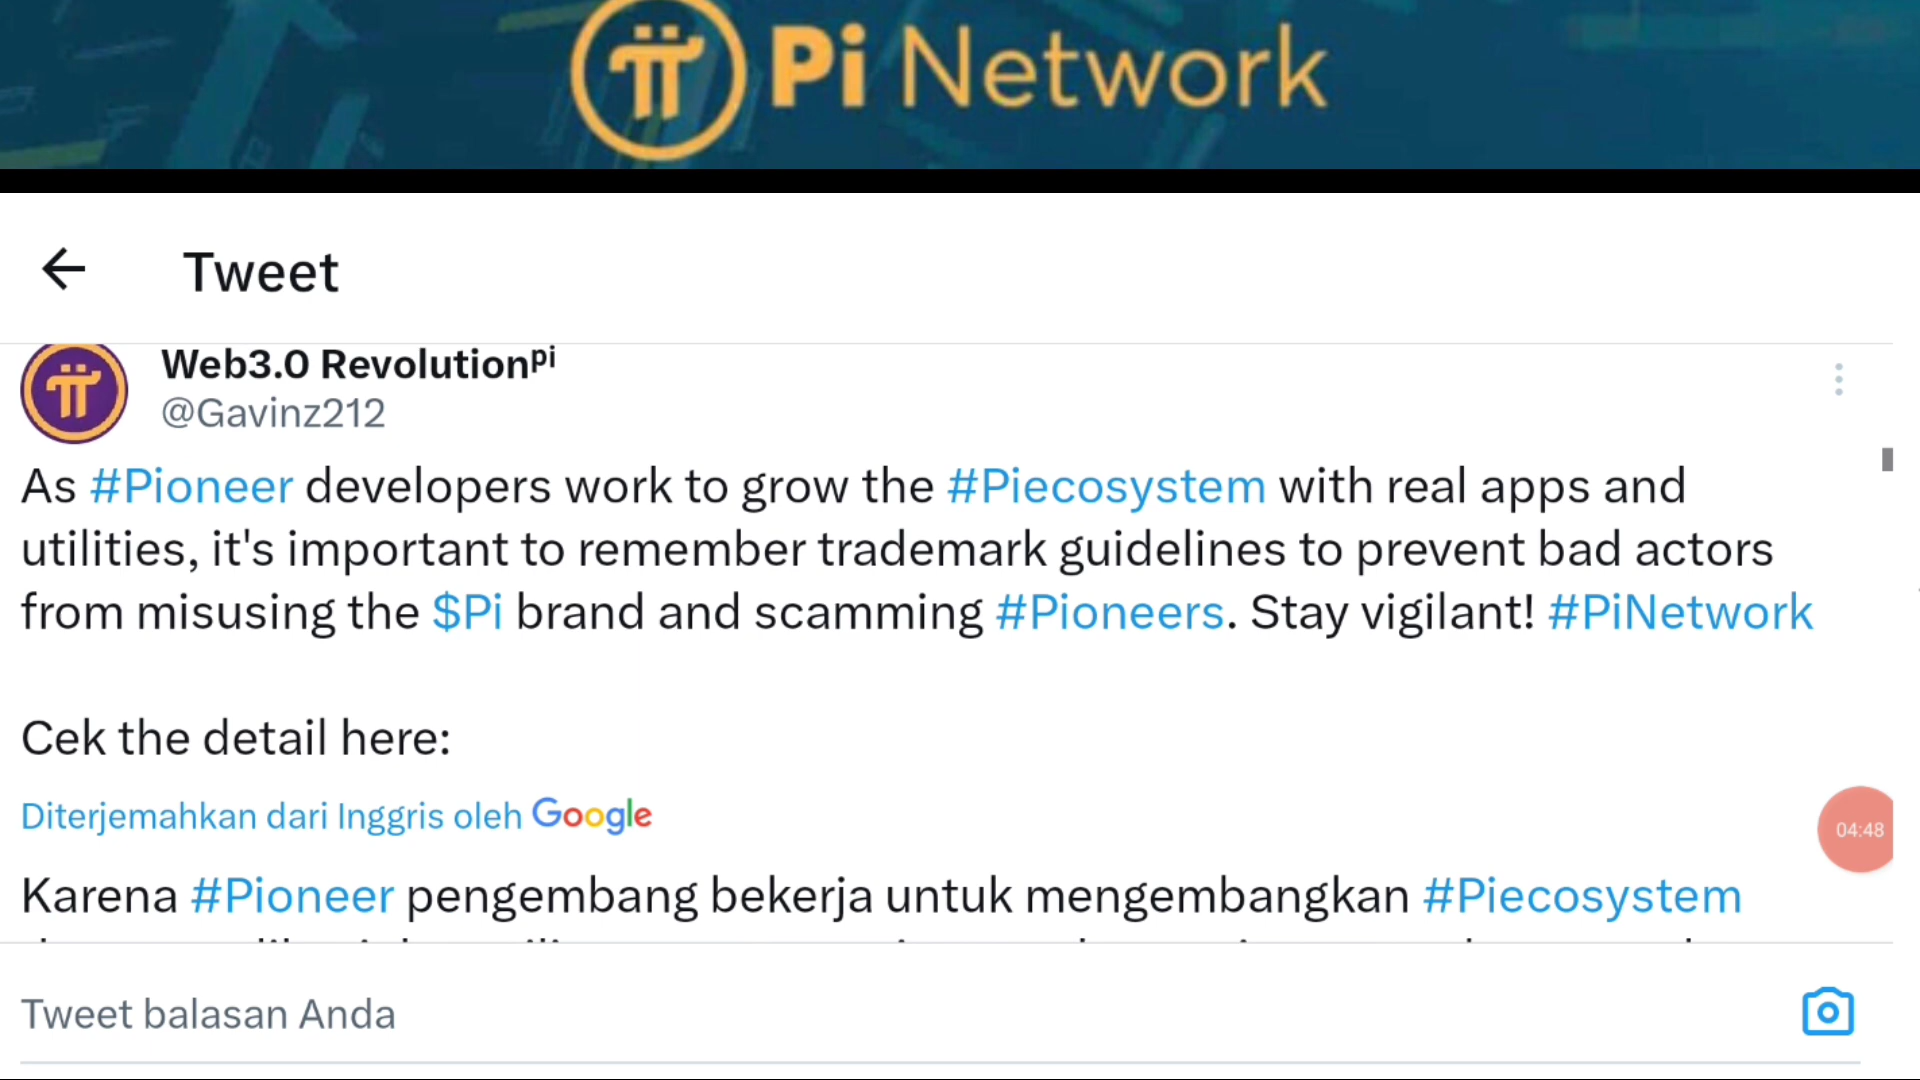 Pi Network
Tweet
Web3.0 Revolutionᵖⁱ
@Gavinz212
As #Pioneer developers work to grow the #Piecosystem with real apps and
utilities, it's important to remember trademark guidelines to prevent bad actors
from misusing the $Pi brand and scamming #Pioneers. Stay vigilant! #PiNetwork
Cek the detail here:
Diterjemahkan dari Inggris oleh Google
04:48
Karena #Pioneer pengembang bekerja untuk mengembangkan #Piecosystem
Tweet balasan Anda